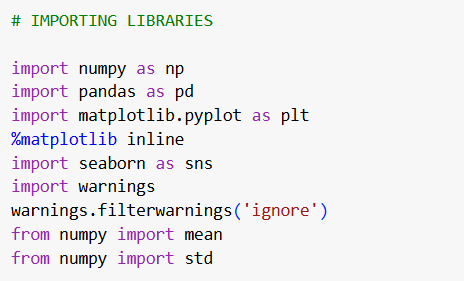 # IMPORTING LIBRARIES
import numpy as np
import pandas as pd
import matplotlib.pyplot as plt
%matplotlib inline
import seaborn as sns
import warnings
warnings.filterwarnings('ignore')
from numpy import mean
from numpy import std